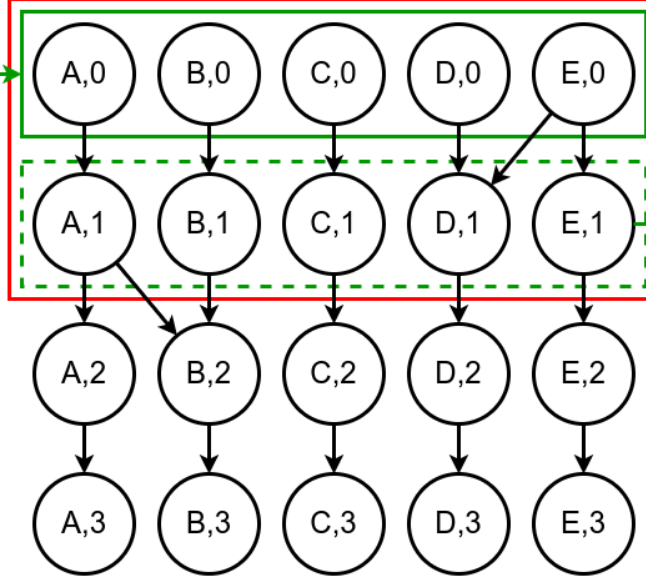 A,0 B,0 C,0 D,0 E,0
A,1 B,1 C,1 D,1 E,1
A,2 B,2 C,2 D,2 E,2
A,3 B,3 C,3 D,3 E,3